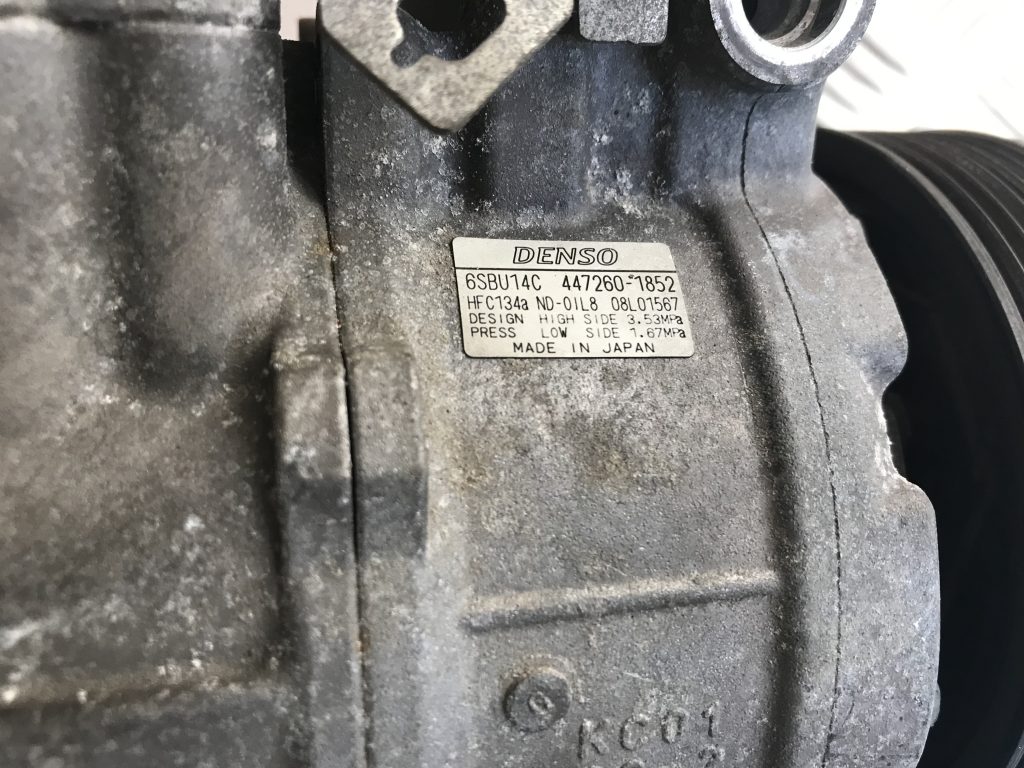 DENSO
6SBU14C 447260-1852
HFC134a ND-OIL8 08L01567
DESIGN HIGH SIDE 3.53MPa
PRESS LOW SIDE 1.67MPa
MADE IN JAPAN
KC01